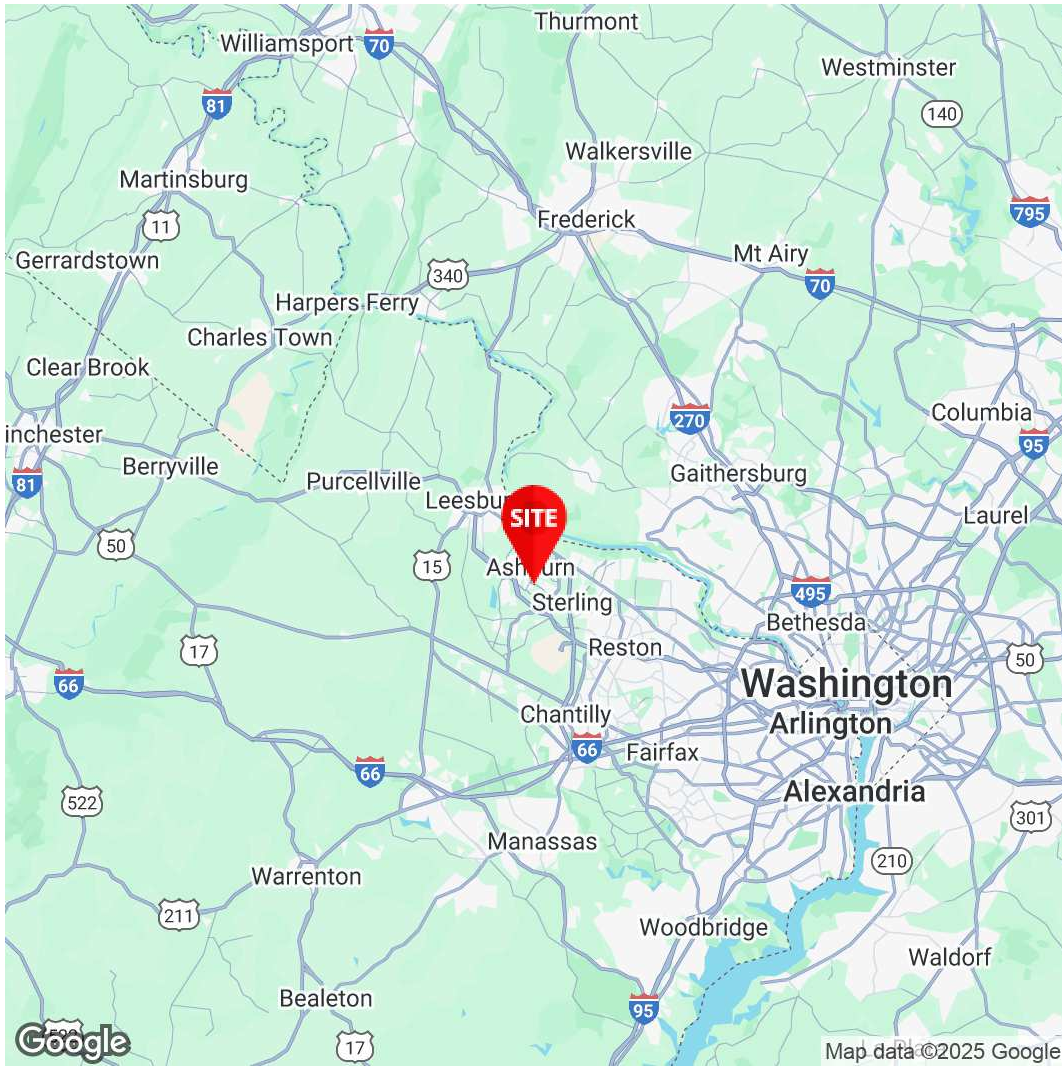 Thurmont
Williamsport
70
Westminster
81
140
Walkersville
Martinsburg
795
11
Frederick
Mt Airy
Gerrardstown
340
70
Harpers Ferry
Charles Town
Clear Brook
270
Columbia
95
inchester
Berryville
Purcellville
Gaithersburg
81
Leesbu
SITE
Laurel
50
15
Ashburn
495
Sterling
Bethesda
17
Reston
50
66
Washington
Chantilly
Arlington
66
Fairfax
66
Alexandria
522
301
Manassas
210
Warrenton
211
Woodbridge
Waldorf
Bealeton
95
Google
17
Map data ©2025 Google